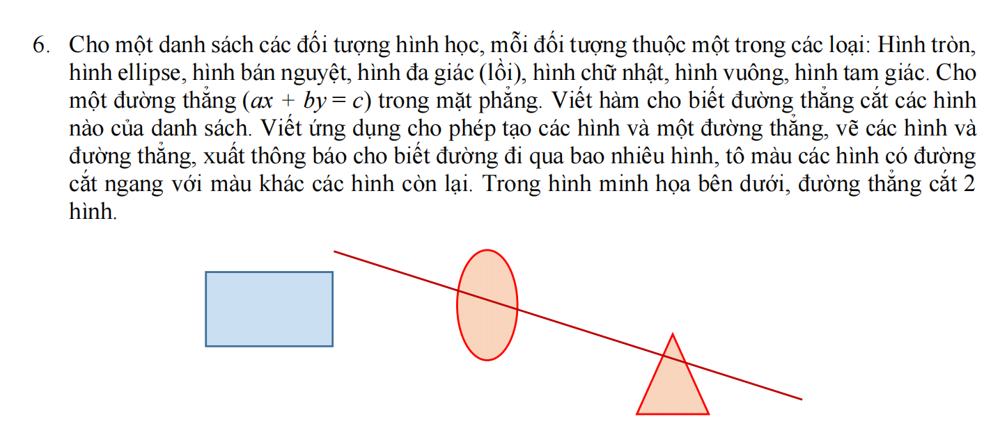 6. Cho một danh sách các đối tượng hình học, mỗi đối tượng thuộc một trong các loại: Hình tròn,
hình ellipse, hình bán nguyệt, hình đa giác (lồi), hình chữ nhật, hình vuông, hình tam giác. Cho
một đường thẳng (ax + by = c) trong mặt phẳng. Viết hàm cho biết đường thẳng cắt các hình
nào của danh sách. Viết ứng dụng cho phép tạo các hình và một đường thẳng, vẽ các hình và
đường thẳng, xuất thông báo cho biết đường đi qua bao nhiêu hình, tô màu các hình có đường
cắt ngang với màu khác các hình còn lại. Trong hình minh họa bên dưới, đường thẳng cắt 2
hình.